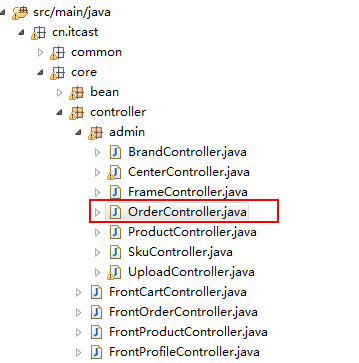 src/main/java
cn.itcast
common
core
bean
controller
admin
BrandController.java
CenterController.java
FrameController.java
OrderController.java
ProductController.java
SkuController.java
UploadController.java
FrontCartController.java
FrontOrderController.java
FrontProductController.java
FrontProfileController.java